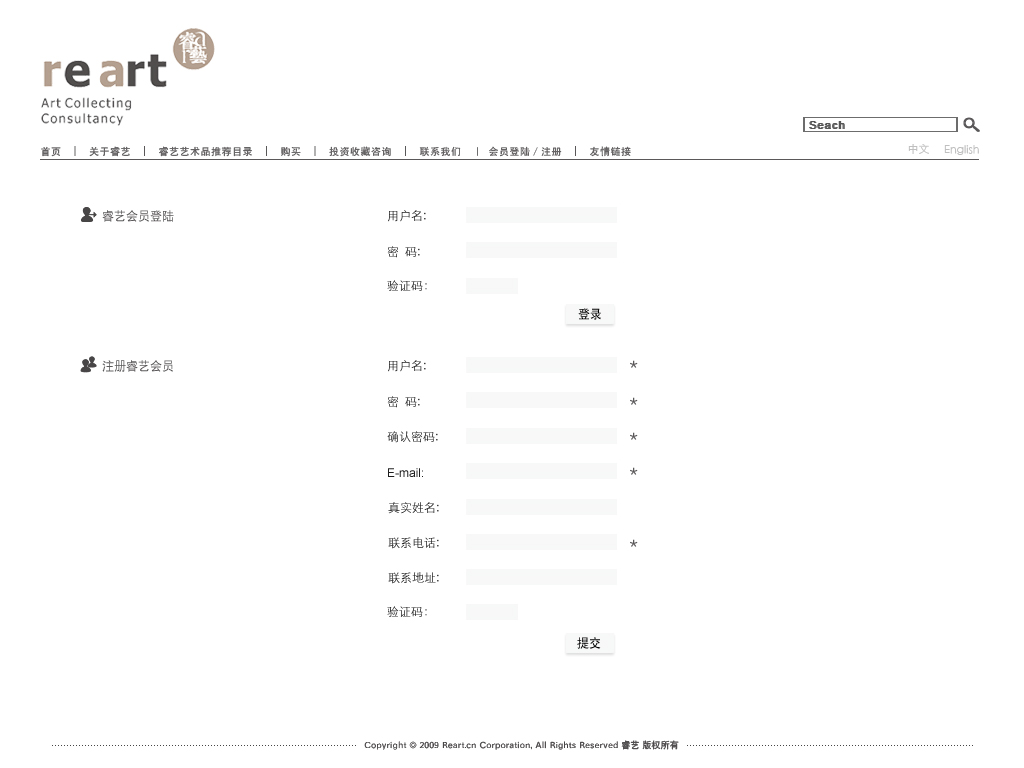 睿艺
re art
Art Collecting
Consultancy
Seach
首页 | 关于睿艺 | 睿艺艺术品推荐目录 | 购买 | 投资收藏咨询 | 联系我们 | 会员登陆 / 注册 | 友情链接
中文 English
睿艺会员登陆
用户名:
密 码:
验证码:
登录
注册睿艺会员
用户名: *
密 码: *
确认密码: *
E-mail: *
真实姓名:
联系电话: *
联系地址:
验证码:
提交
Copyright © 2009 Reart.cn Corporation, All Rights Reserved 睿艺 版权所有